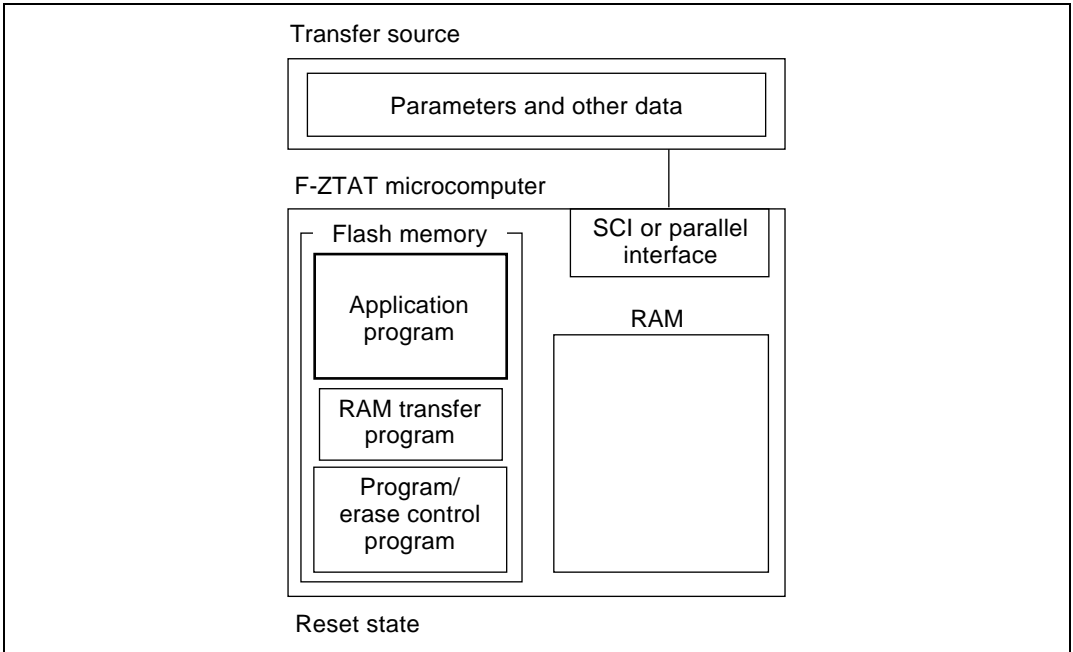 Transfer source
Parameters and other data
F-ZTAT microcomputer
Flash memory
SCI or parallel
interface
Application
program
RAM
RAM transfer
program
Program/
erase control
program
Reset state